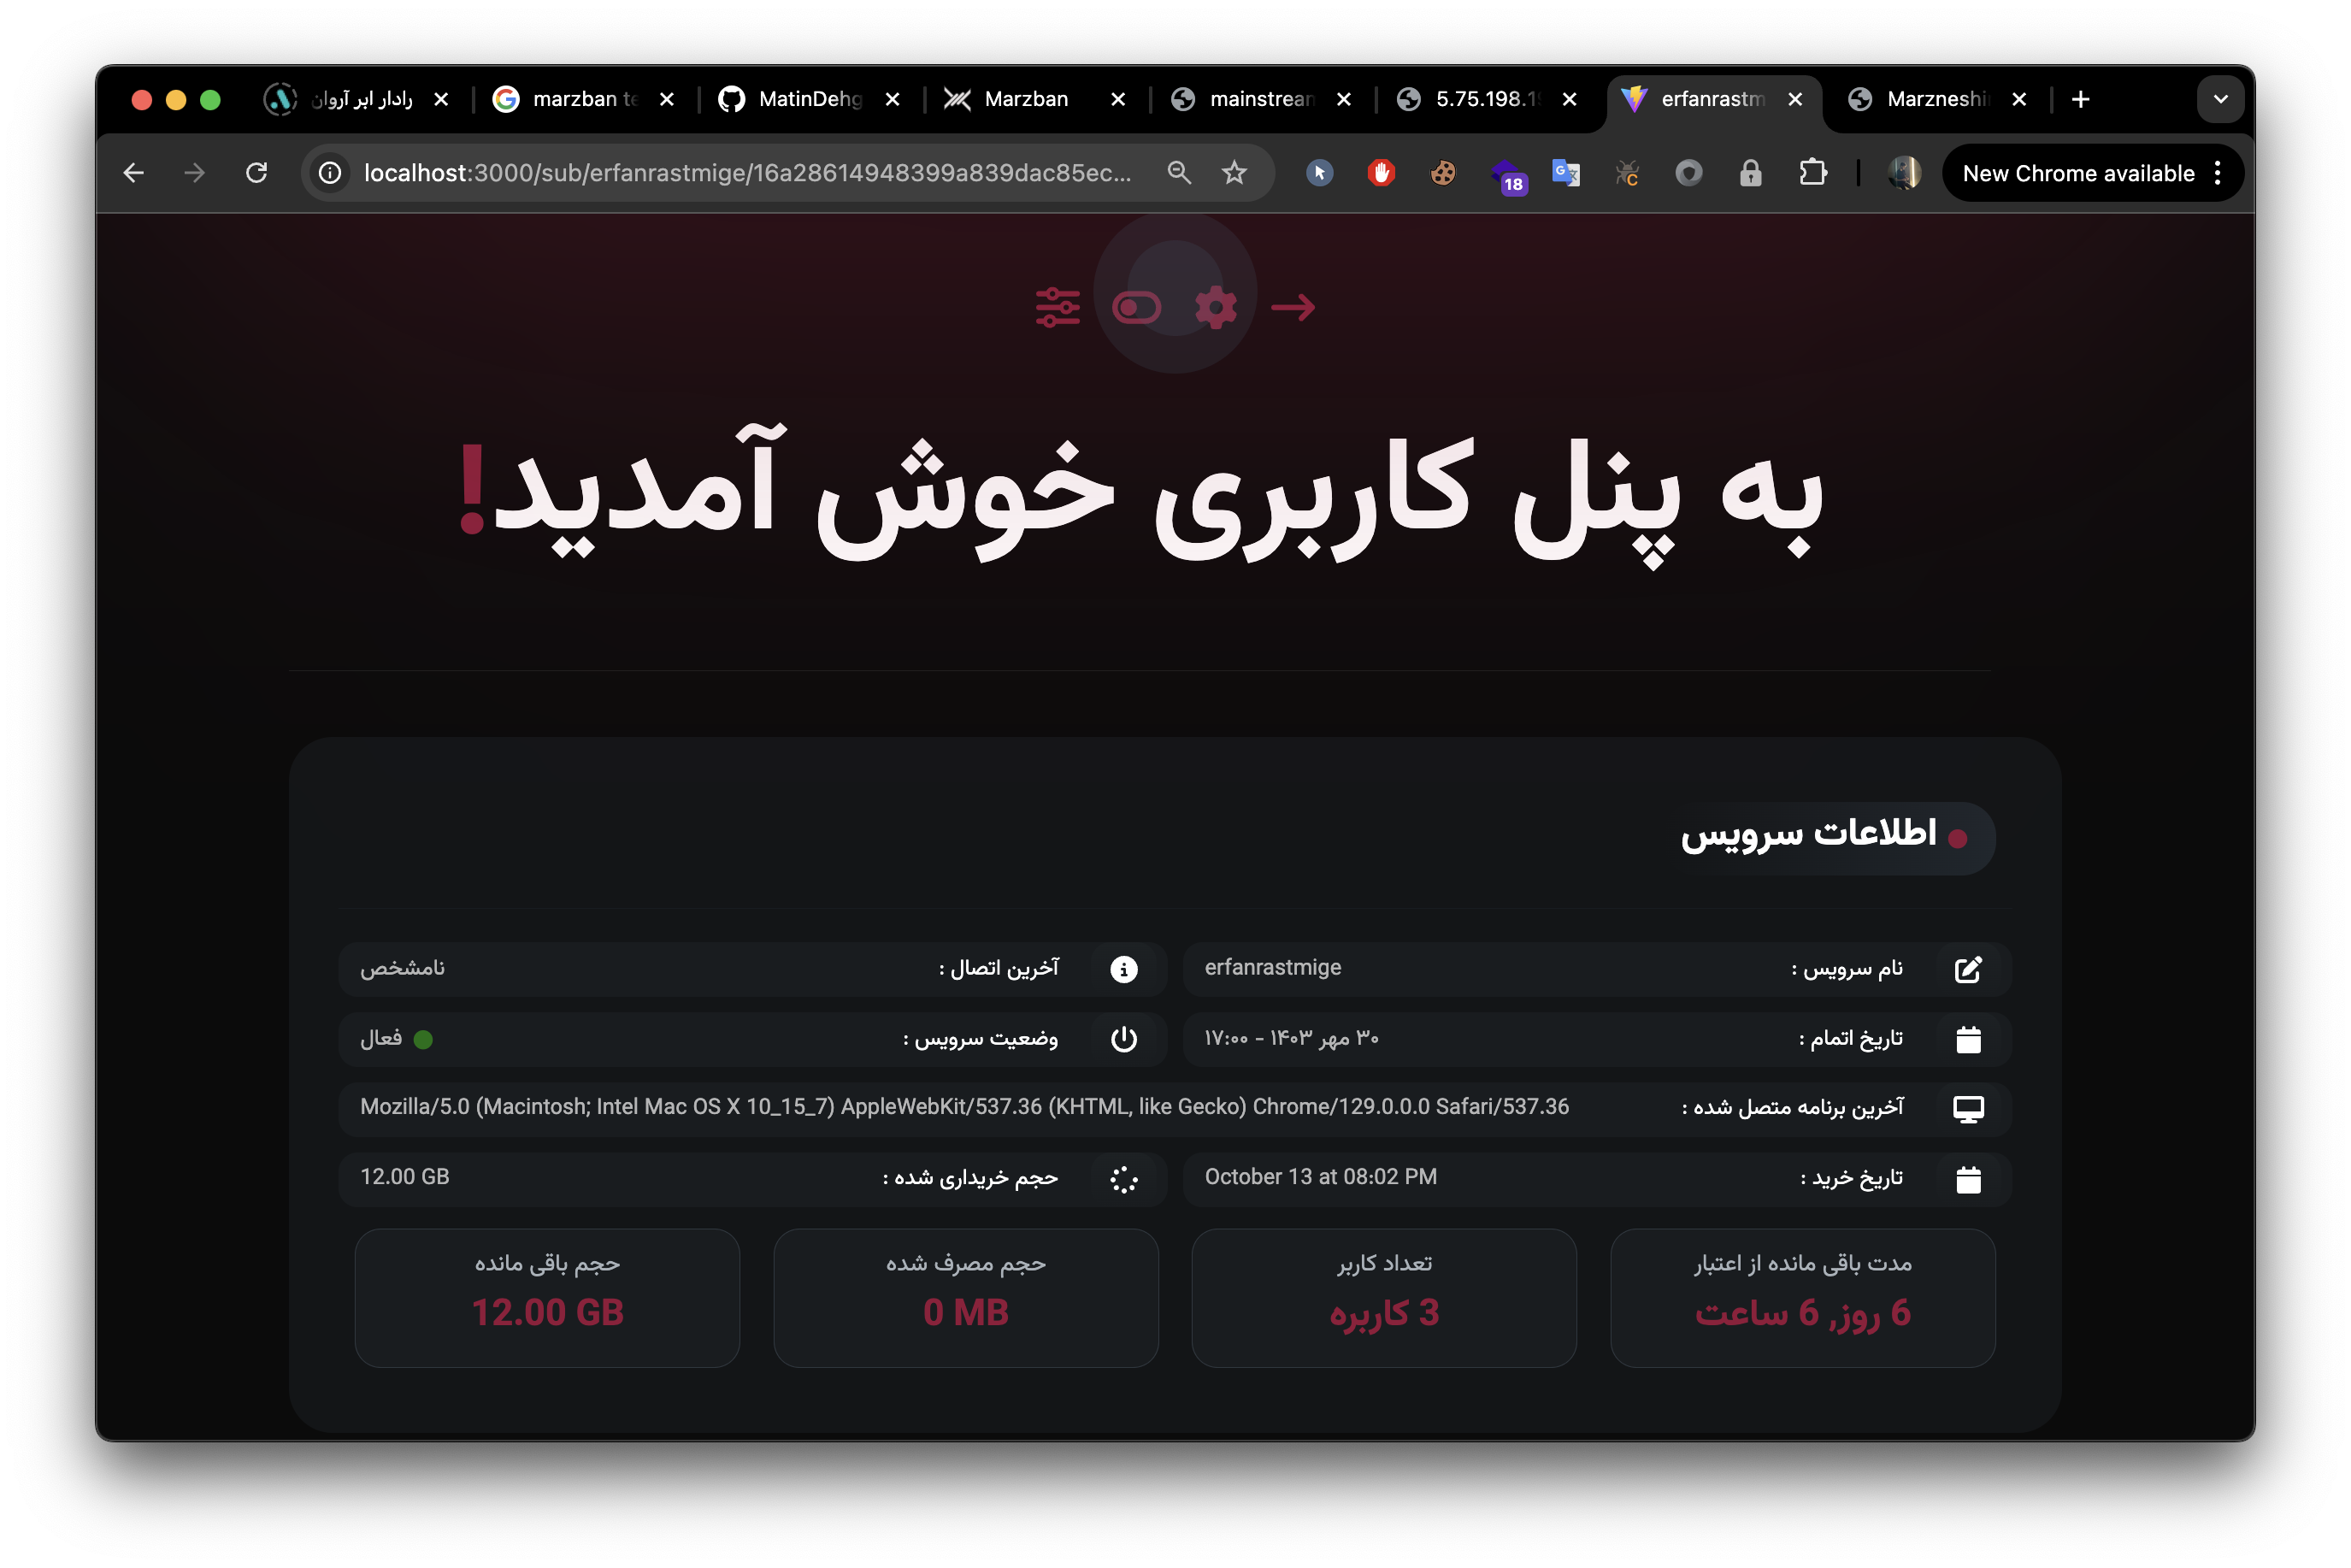 رادار ابر آروان
marzban te
MatinDehg
Marzban
mainstream
5.75.198.19
erfanrastm
Marzneshi
localhost:3000/sub/erfanrastmige/16a28614948399a839dac85ec...
18
New Chrome available
به پنل کاربری خوش آمدید!
اطلاعات سرویس
نام سرویس : erfanrastmige
آخرین اتصال : نامشخص
تاریخ اتمام : ۳۰ مهر ۱۴۰۳ - ۱۷:۰۰
وضعیت سرویس : فعال
آخرین برنامه متصل شده : Mozilla/5.0 (Macintosh; Intel Mac OS X 10_15_7) AppleWebKit/537.36 (KHTML, like Gecko) Chrome/129.0.0.0 Safari/537.36
تاریخ خرید : October 13 at 08:02 PM
حجم خریداری شده : 12.00 GB
مدت باقی مانده از اعتبار
6 روز, 6 ساعت
تعداد کاربر
3 کاربره
حجم مصرف شده
0 MB
حجم باقی مانده
12.00 GB